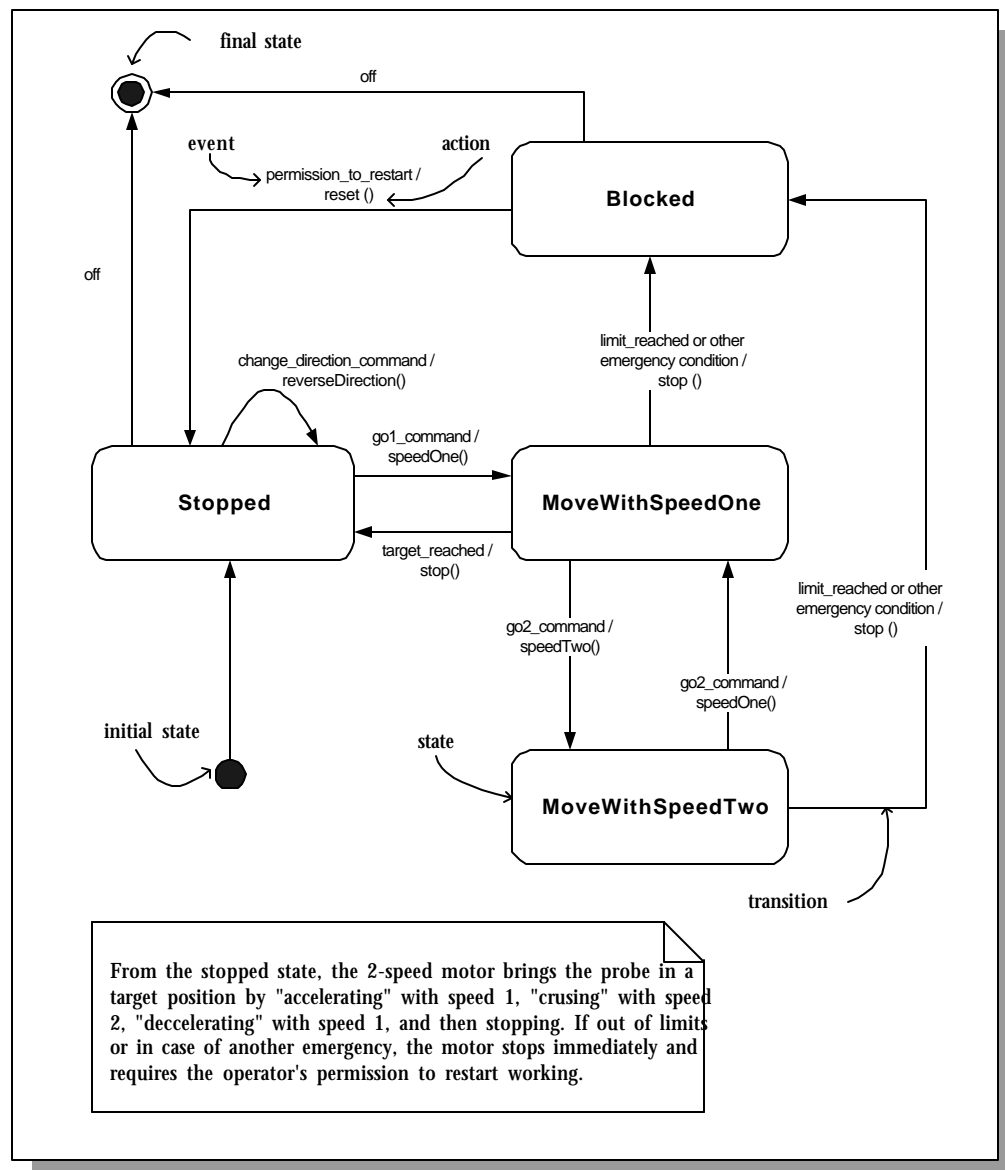 final state
off
event
action
permission_to_restart /
reset ()
Blocked
off
limit_reached or other
emergency condition /
stop ()
change_direction_command /
reverseDirection()
go1_command /
speedOne()
Stopped
MoveWithSpeedOne
target_reached /
stop()
limit_reached or other
emergency condition /
stop ()
go2_command /
speedTwo()
go2_command /
speedOne()
initial state
state
MoveWithSpeedTwo
transition
From the stopped state, the 2-speed motor brings the probe in a
target position by "accelerating" with speed 1, "crusing" with speed
2, "deccelerating" with speed 1, and then stopping. If out of limits
or in case of another emergency, the motor stops immediately and
requires the operator's permission to restart working.